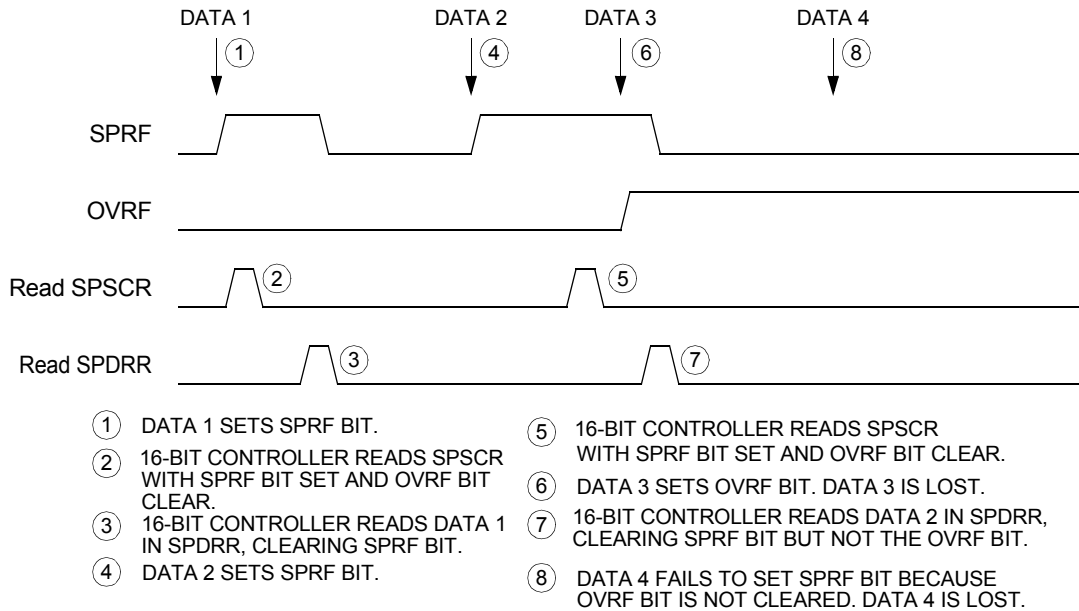 DATA 1 DATA 2 DATA 3 DATA 4
1 4 6 8
SPRF
OVRF
Read SPSCR 2 5
Read SPDRR 3 7
1 DATA 1 SETS SPRF BIT.
2 16-BIT CONTROLLER READS SPSCR
WITH SPRF BIT SET AND OVRF BIT
CLEAR.
3 16-BIT CONTROLLER READS DATA 1
IN SPDRR, CLEARING SPRF BIT.
4 DATA 2 SETS SPRF BIT.
5 16-BIT CONTROLLER READS SPSCR
WITH SPRF BIT SET AND OVRF BIT CLEAR.
6 DATA 3 SETS OVRF BIT. DATA 3 IS LOST.
7 16-BIT CONTROLLER READS DATA 2 IN SPDRR,
CLEARING SPRF BIT BUT NOT THE OVRF BIT.
8 DATA 4 FAILS TO SET SPRF BIT BECAUSE
OVRF BIT IS NOT CLEARED. DATA 4 IS LOST.